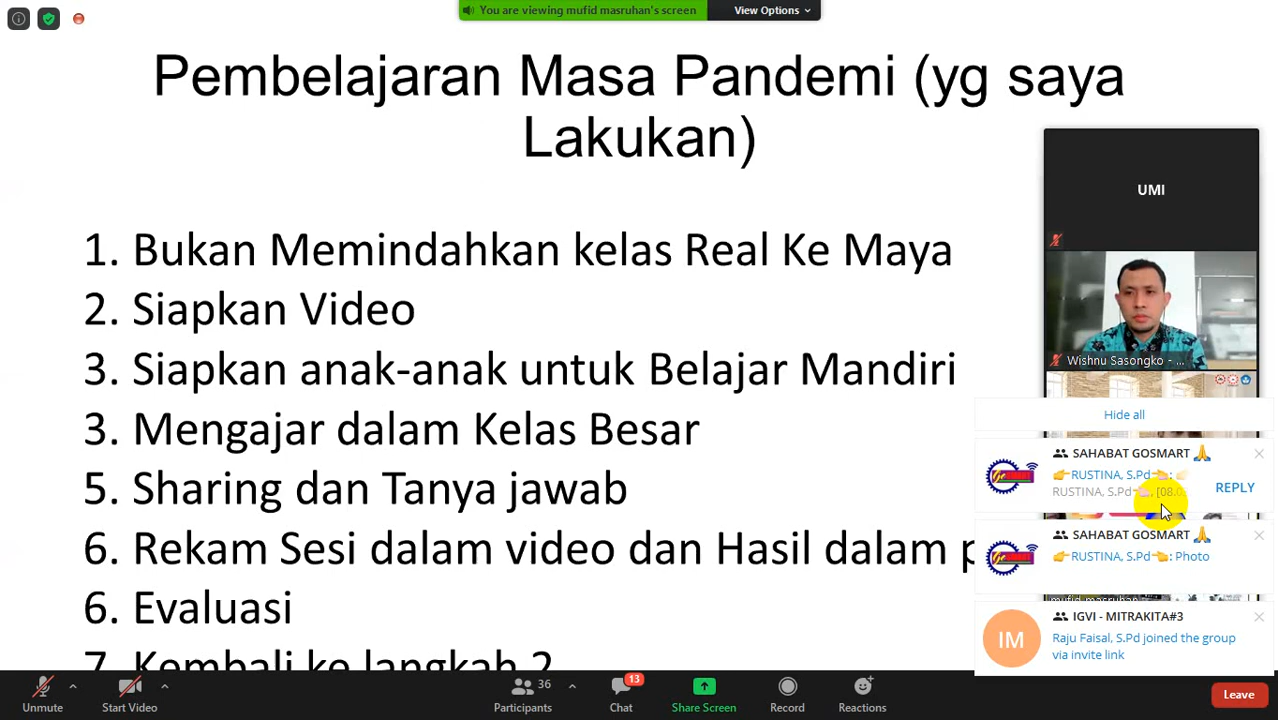 You are viewing mufid masruhan's screen
View Options
Pembelajaran Masa Pandemi (yg saya
Lakukan)
1. Bukan Memindahkan kelas Real Ke Maya
2. Siapkan Video
3. Siapkan anak-anak untuk Belajar Mandiri
3. Mengajar dalam Kelas Besar
5. Sharing dan Tanya jawab
6. Rekam Sesi dalam video dan Hasil dalam p
6. Evaluasi
7. Kembali ke langkah 2
UMI
Wishnu Sasongko - ...
Hide all
SAHABAT GOSMART 🙏
👉RUSTINA, S.Pd👈:
RUSTINA, S.Pd👈, [08.0
REPLY
SAHABAT GOSMART 🙏
👉RUSTINA, S.Pd👈: Photo
mufid masruhan
IM
IGVI - MITRAKITA#3
Raju Faisal, S.Pd joined the group
via invite link
Unmute
Start Video
36
Participants
13
Chat
Share Screen
Record
Reactions
Leave